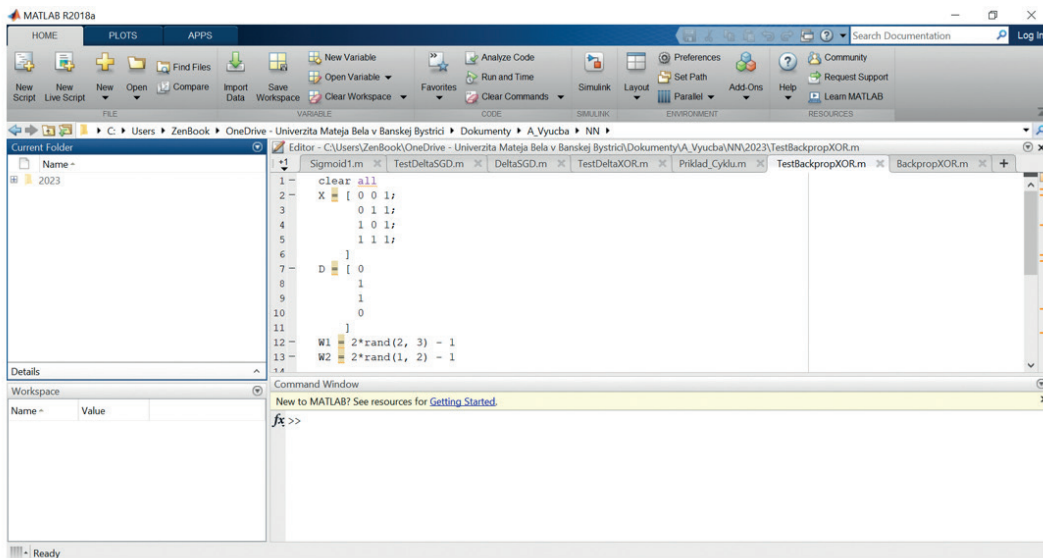 MATLAB R2018a
HOME PLOTS APPS Search Documentation Log In
New Script New Live Script New Open Find Files Compare Import Data Save Workspace New Variable Open Variable Clear Workspace Favorites Analyze Code Run and Time Clear Commands Simulink Layout Preferences Set Path Parallel Add-Ons Help Community Request Support Learn MATLAB
FILE VARIABLE CODE SIMULINK ENVIRONMENT RESOURCES
C: Users ZenBook OneDrive - Univerzita Mateja Bela v Banskej Bystrici Dokumenty A_Vyucba NN
Current Folder
Name
2023
Details
Workspace
Name Value
Editor - C:\Users\ZenBook\OneDrive - Univerzita Mateja Bela v Banskej Bystrici\Dokumenty\A_Vyucba\NN\2023\TestBackpropXOR.m
+1 Sigmoid1.m TestDeltaSGD.m DeltaSGD.m TestDeltaXOR.m Priklad_Cyklu.m TestBackpropXOR.m BackpropXOR.m +
1 - clear all
2 - X = [ 0 0 1;
3 0 1 1;
4 1 0 1;
5 1 1 1;
6 ]
7 - D = [ 0
8 1
9 1
10 0
11 ]
12 - W1 = 2*rand(2, 3) - 1
13 - W2 = 2*rand(1, 2) - 1
14
Command Window
New to MATLAB? See resources for Getting Started.
fx >>
Ready